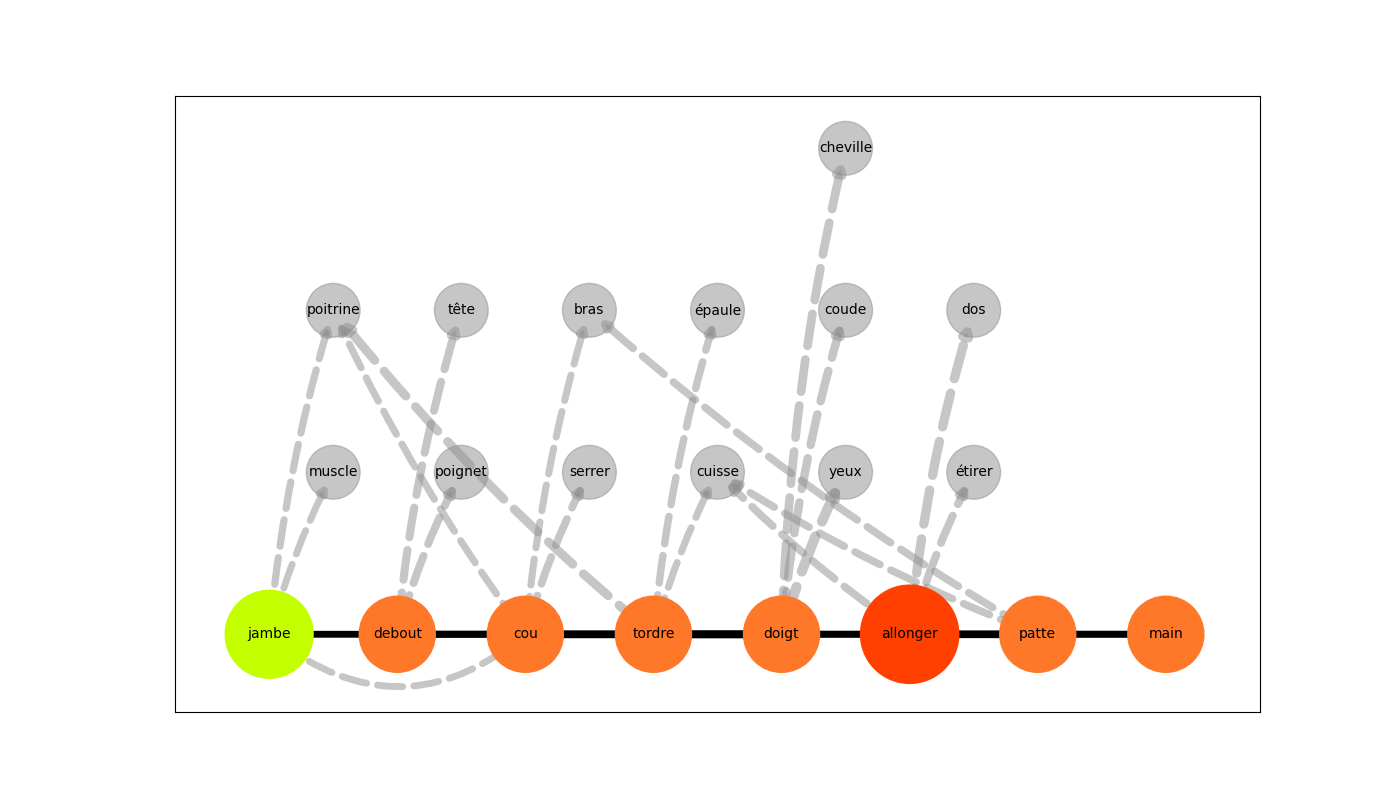 cheville
poitrine tête bras épaule coude dos
muscle poignet serrer cuisse yeux étirer
jambe debout cou tordre doigt allonger patte main